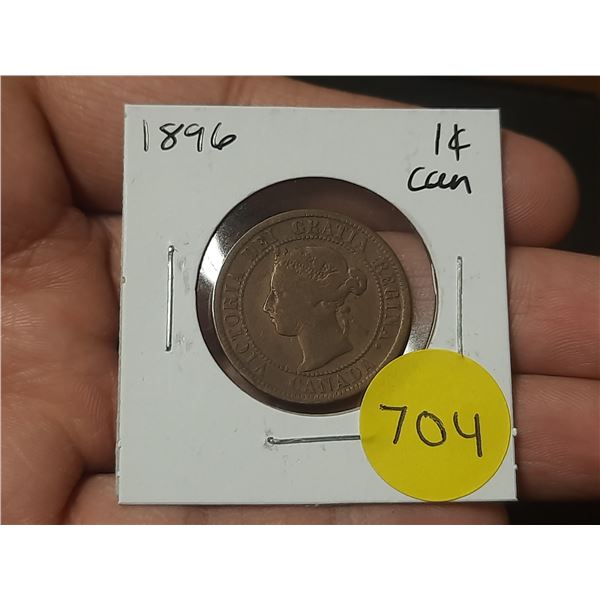 1896
1¢
Can
VICTORIA DEI GRATIA REGINA
CANADA
704